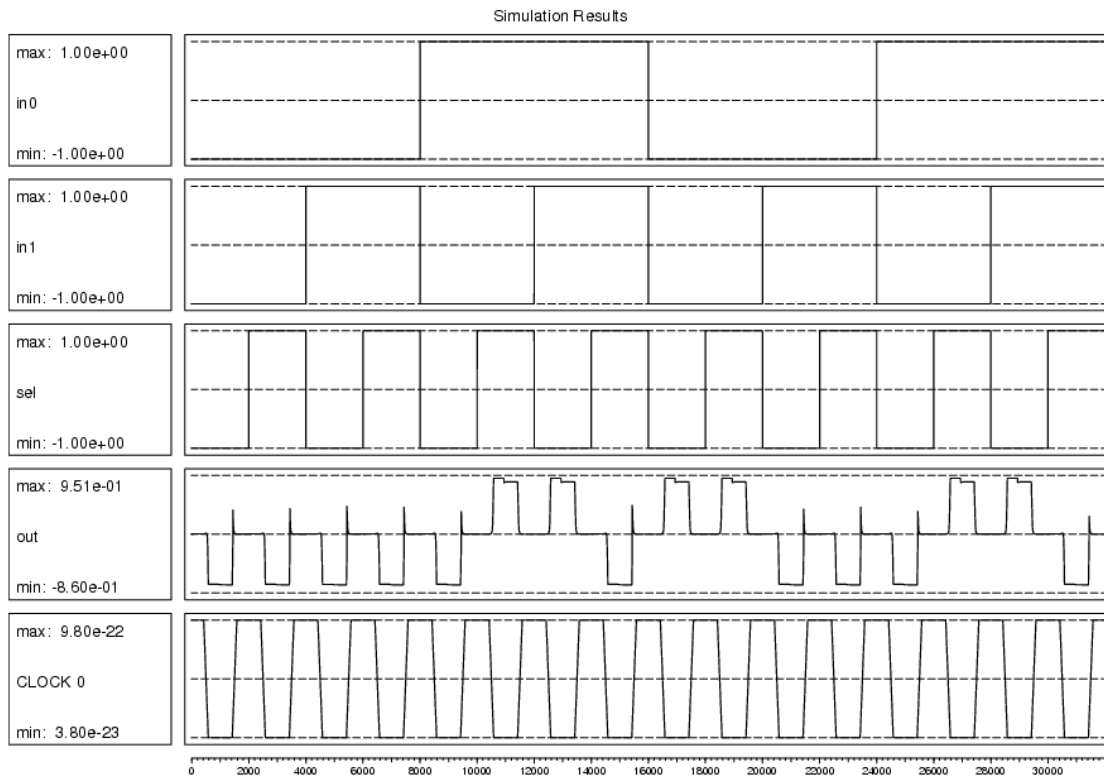 Simulation Results
max: 1.00e+00
in0
min: -1.00e+00
max: 1.00e+00
in1
min: -1.00e+00
max: 1.00e+00
sel
min: -1.00e+00
max: 9.51e-01
out
min: -8.60e-01
max: 9.80e-22
CLOCK 0
min: 3.80e-23
0 2000 4000 6000 8000 10000 12000 14000 16000 18000 20000 22000 24000 26000 28000 30000